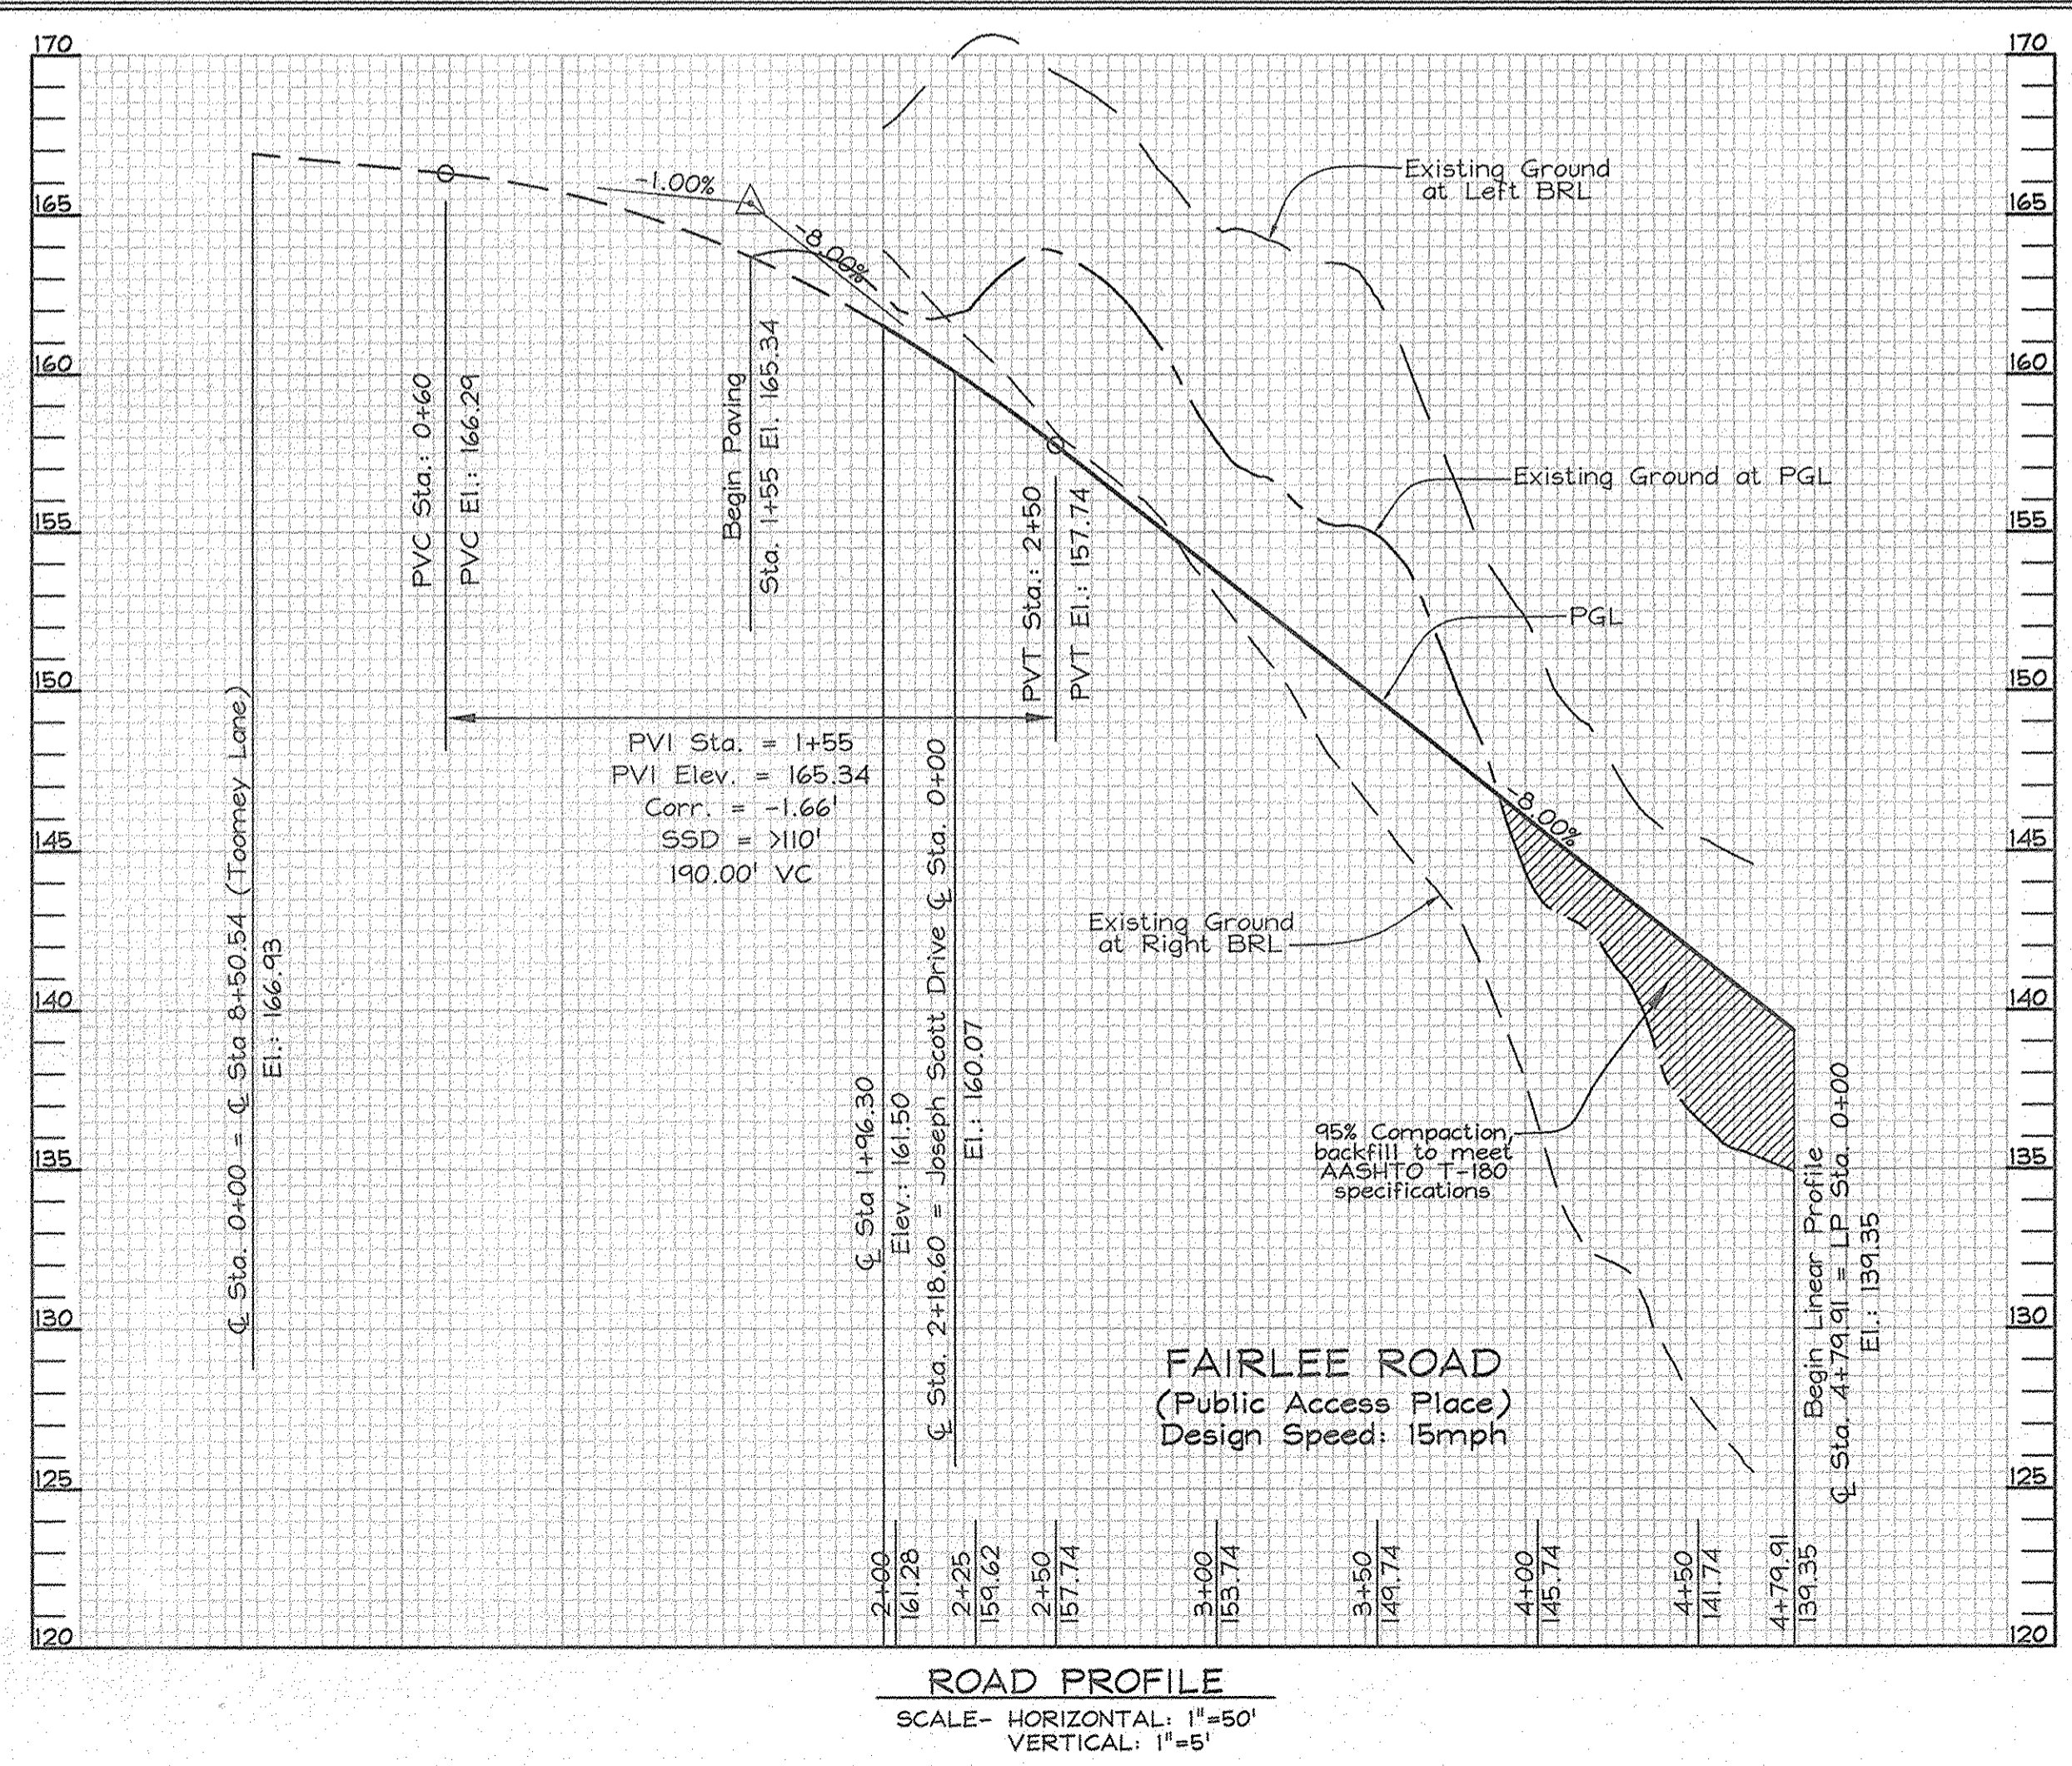 170
165
160
155
150
145
140
135
130
125
120
170
165
160
155
150
145
140
135
130
125
120
℄ Sta. 0+00 = ℄ Sta 8+50.54 (Toomey Lane)
El.: 166.93
PVC Sta.: 0+60
PVC El.: 166.29
-1.00%
-8.00%
Begin Paving
Sta. 1+55 El. 165.34
PVI Sta. = 1+55
PVI Elev. = 165.34
Corr. = -1.66'
SSD = >110'
190.00' VC
℄ Sta 1+96.30
Elev.: 161.50
℄ Sta. 2+18.60 = Joseph Scott Drive ℄ Sta. 0+00
El.: 160.07
PVT Sta.: 2+50
PVT El.: 157.74
Existing Ground
at Left BRL
Existing Ground at PGL
PGL
-8.00%
Existing Ground
at Right BRL
95% Compaction,
backfill to meet
AASHTO T-180
specifications
Begin Linear Profile
℄ Sta. 4+79.91 = LP Sta. 0+00
El.: 139.35
FAIRLEE ROAD
(Public Access Place)
Design Speed: 15mph
2+00
161.28
2+25
159.62
2+50
157.74
3+00
153.74
3+50
149.74
4+00
145.74
4+50
141.74
4+79.91
139.35
ROAD PROFILE
SCALE- HORIZONTAL: 1"=50'
VERTICAL: 1"=5'